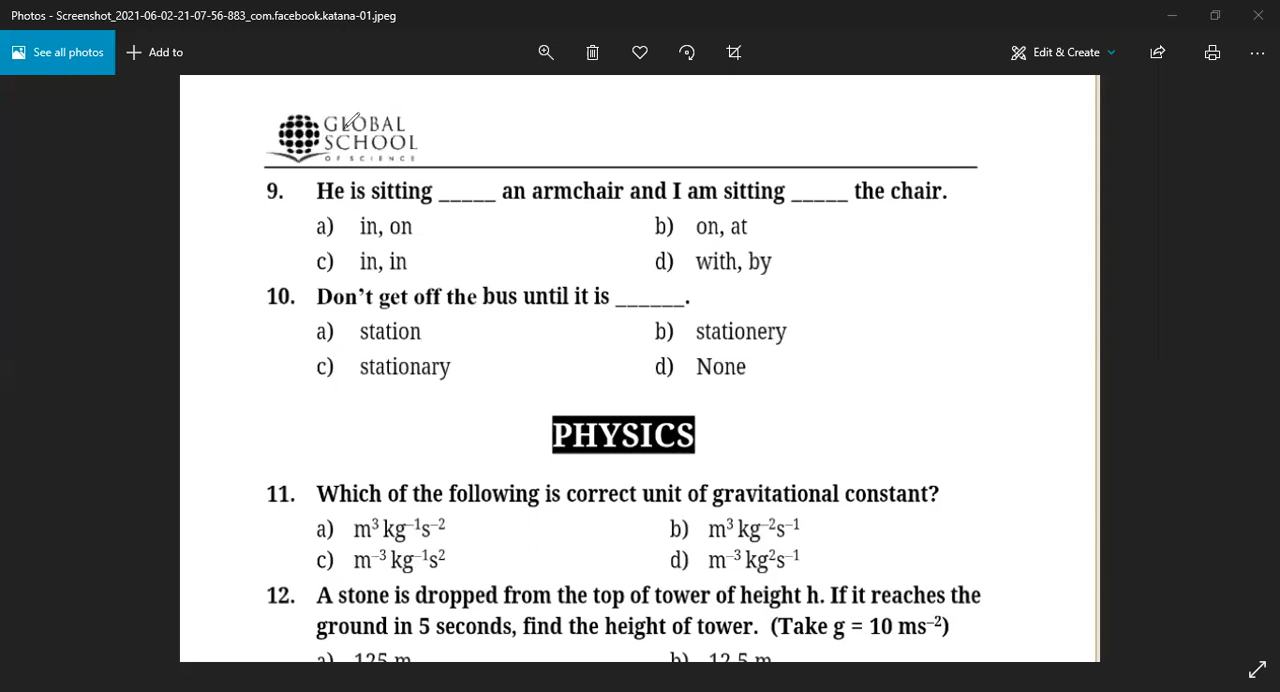 Photos - Screenshot_2021-06-02-21-07-56-883_com.facebook.katana-01.jpeg
See all photos Add to Edit & Create
GLOBAL
SCHOOL
OF SCIENCE
9. He is sitting _____ an armchair and I am sitting _____ the chair.
a) in, on b) on, at
c) in, in d) with, by
10. Don’t get off the bus until it is ______.
a) station b) stationery
c) stationary d) None
PHYSICS
11. Which of the following is correct unit of gravitational constant?
a) m³ kg⁻¹s⁻² b) m³ kg⁻²s⁻¹
c) m⁻³ kg⁻¹s² d) m⁻³ kg²s⁻¹
12. A stone is dropped from the top of tower of height h. If it reaches the
ground in 5 seconds, find the height of tower. (Take g = 10 ms⁻²)
a) 125 m b) 12.5 m